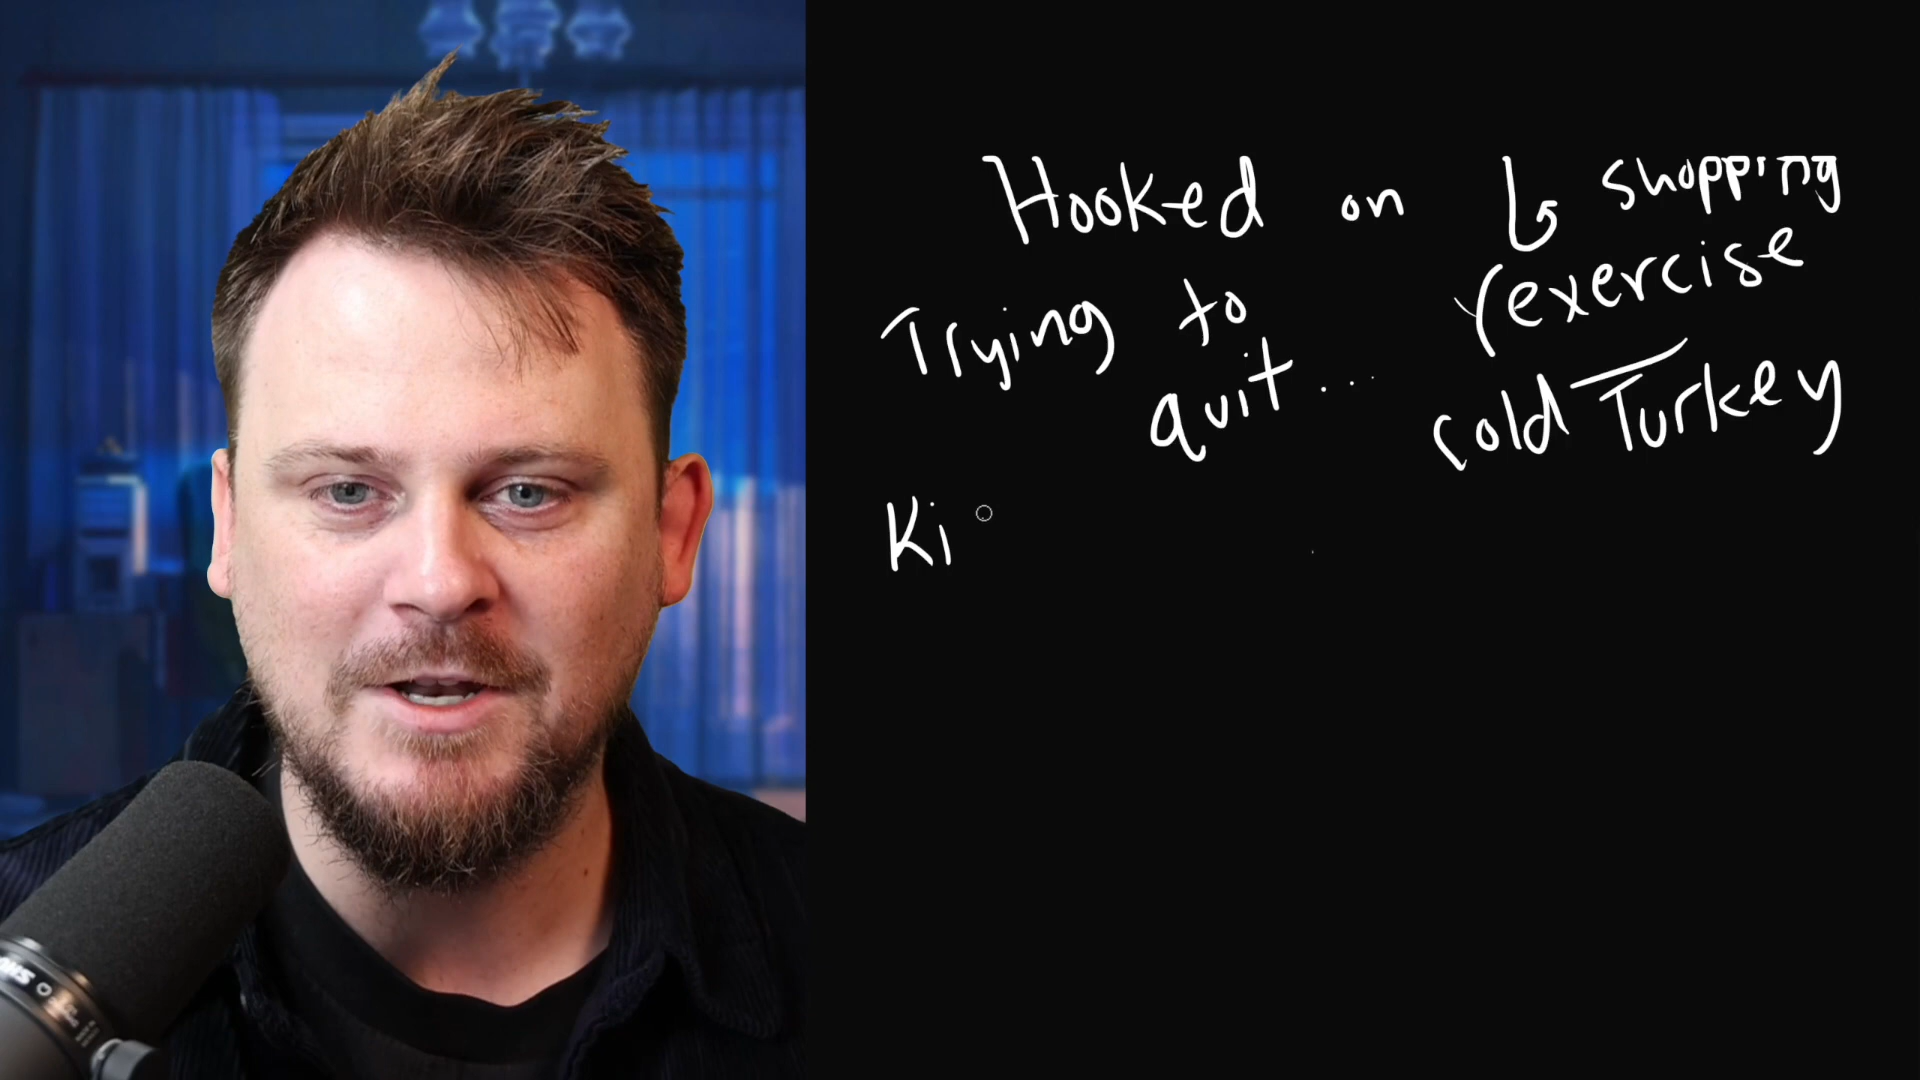 Hooked on
shopping
exercise
Trying to
quit...
cold Turkey
Ki